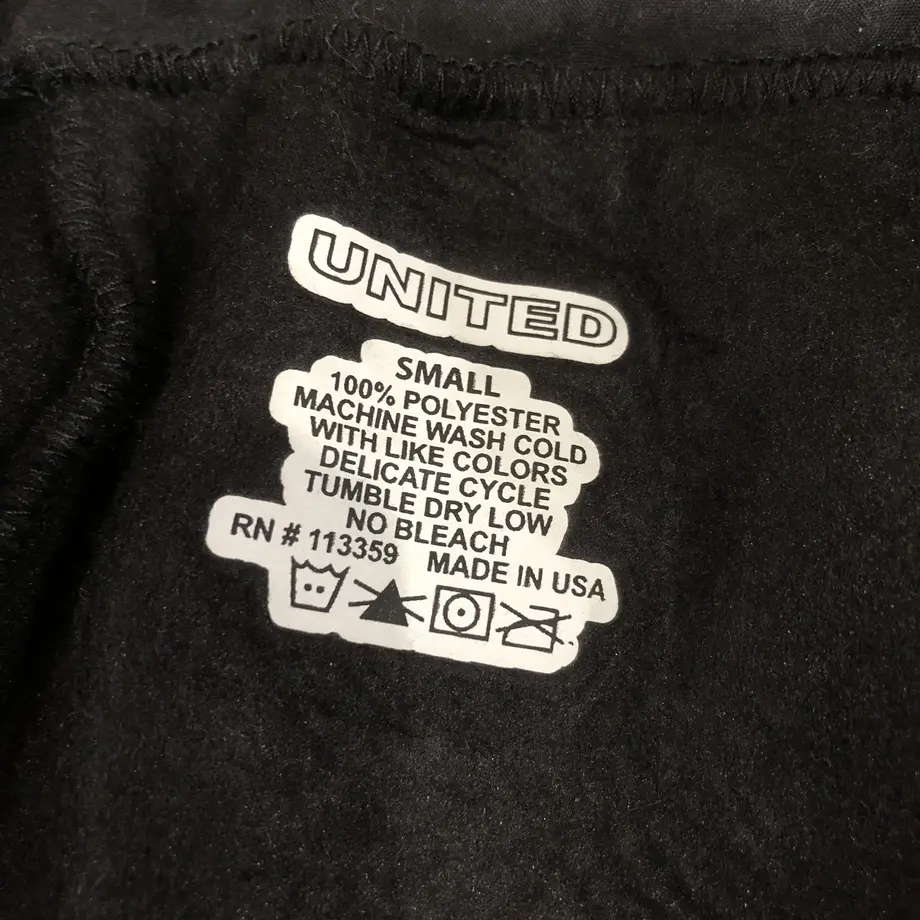 UNITED
SMALL
100% POLYESTER
MACHINE WASH COLD
WITH LIKE COLORS
DELICATE CYCLE
TUMBLE DRY LOW
NO BLEACH
RN # 113359 MADE IN USA